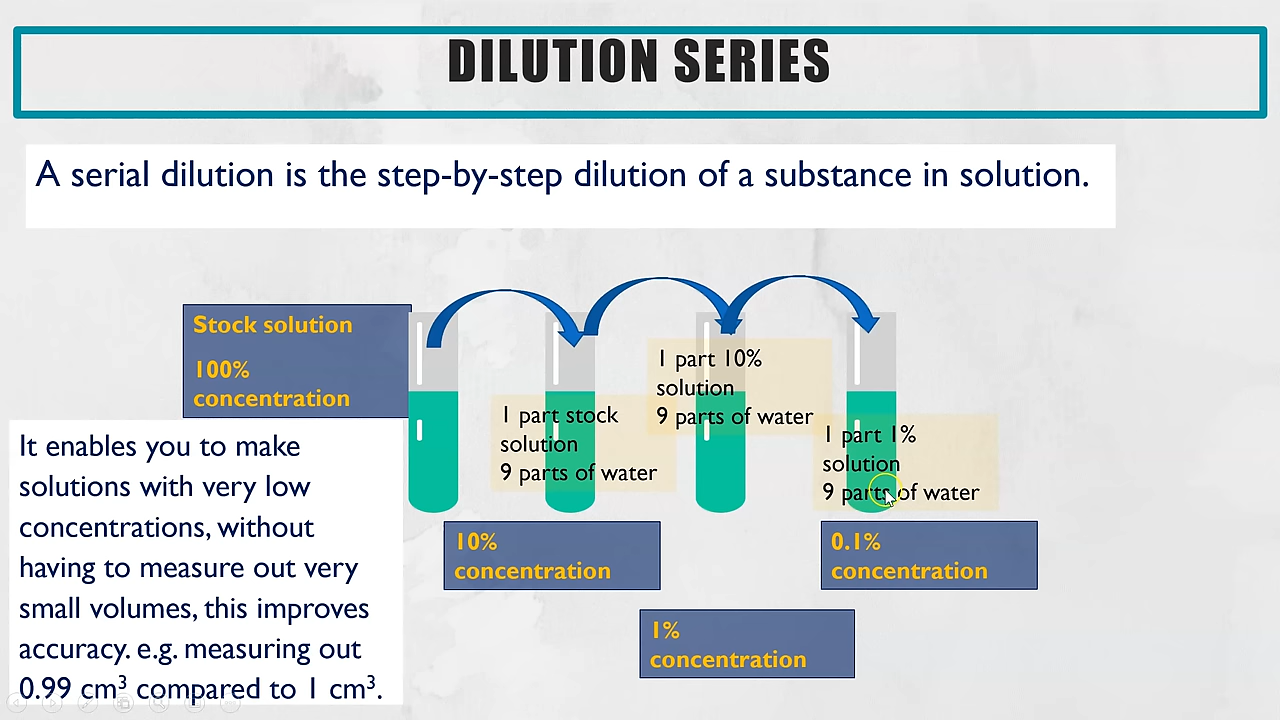 DILUTION SERIES
A serial dilution is the step-by-step dilution of a substance in solution.
Stock solution
100%
concentration
It enables you to make
solutions with very low
concentrations, without
having to measure out very
small volumes, this improves
accuracy. e.g. measuring out
0.99 cm³ compared to 1 cm³.
1 part stock
solution
9 parts of water
1 part 10%
solution
9 parts of water
1 part 1%
solution
9 parts of water
10%
concentration
1%
concentration
0.1%
concentration